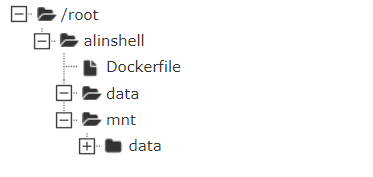 /root
alinshell
Dockerfile
data
mnt
data